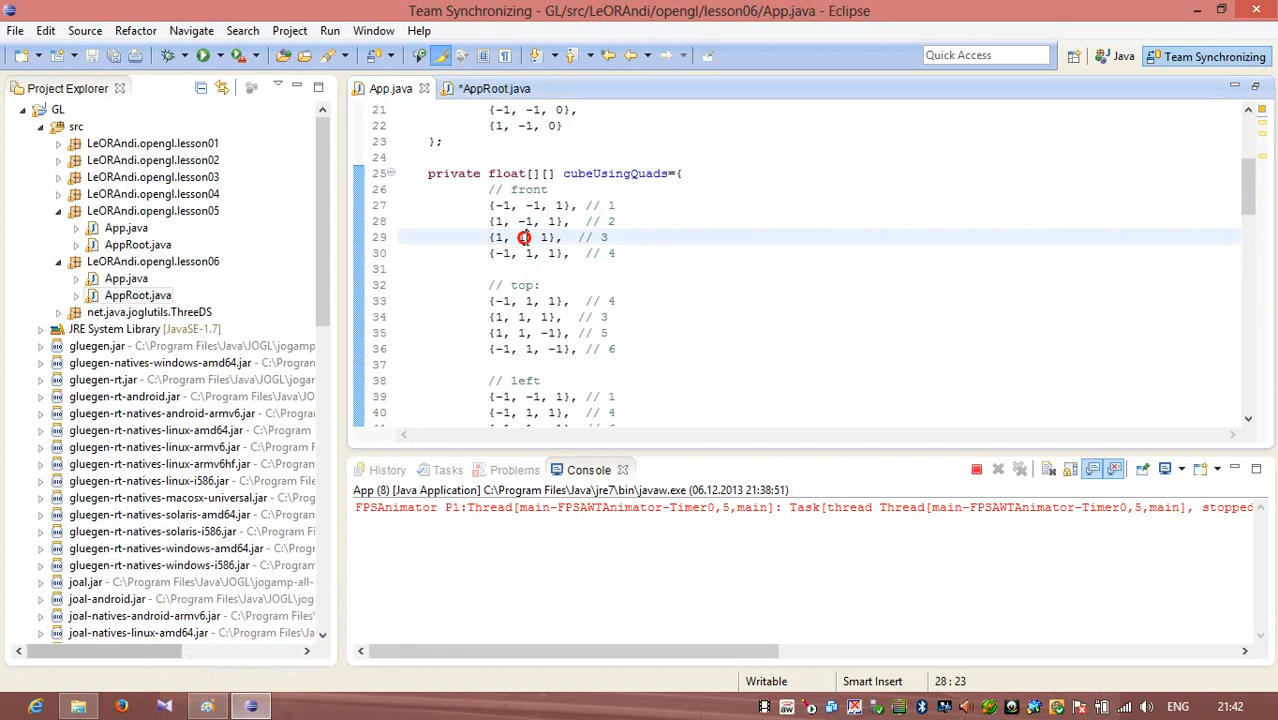 Team Synchronizing - GL/src/LeORAndi/opengl/lesson06/App.java - Eclipse
File Edit Source Refactor Navigate Search Project Run Window Help
Quick Access
Java
Team Synchronizing
Project Explorer
GL
src
LeORAndi.opengl.lesson01
LeORAndi.opengl.lesson02
LeORAndi.opengl.lesson03
LeORAndi.opengl.lesson04
LeORAndi.opengl.lesson05
App.java
AppRoot.java
LeORAndi.opengl.lesson06
App.java
AppRoot.java
net.java.joglutils.ThreeDS
JRE System Library [JavaSE-1.7]
gluegen.jar - C:\Program Files\Java\JOGL\jogamp
gluegen-natives-windows-amd64.jar - C:\Program
gluegen-rt.jar - C:\Program Files\Java\JOGL\jogar
gluegen-rt-android.jar - C:\Program Files\Java\JO
gluegen-rt-natives-android-armv6.jar - C:\Program
gluegen-rt-natives-linux-amd64.jar - C:\Program
gluegen-rt-natives-linux-armv6.jar - C:\Program F
gluegen-rt-natives-linux-armv6hf.jar - C:\Progran
gluegen-rt-natives-linux-i586.jar - C:\Program File
gluegen-rt-natives-macosx-universal.jar - C:\Prog
gluegen-rt-natives-solaris-amd64.jar - C:\Progran
gluegen-rt-natives-solaris-i586.jar - C:\Program Fi
gluegen-rt-natives-windows-amd64.jar - C:\Progr
gluegen-rt-natives-windows-i586.jar - C:\Program
joal.jar - C:\Program Files\Java\JOGL\jogamp-all-
joal-android.jar - C:\Program Files\Java\JOGL\jog
joal-natives-android-armv6.jar - C:\Program Files
joal-natives-linux-amd64.jar - C:\Program Files\Ja
App.java
*AppRoot.java
21 {-1, -1, 0},
22 {1, -1, 0}
23 };
24
25 private float[][] cubeUsingQuads={
26 // front
27 {-1, -1, 1}, // 1
28 {1, -1, 1}, // 2
29 {1, 1, 1}, // 3
30 {-1, 1, 1}, // 4
31
32 // top:
33 {-1, 1, 1}, // 4
34 {1, 1, 1}, // 3
35 {1, 1, -1}, // 5
36 {-1, 1, -1}, // 6
37
38 // left
39 {-1, -1, 1}, // 1
40 {-1, 1, 1}, // 4
History Tasks Problems Console
App (8) [Java Application] C:\Program Files\Java\jre7\bin\javaw.exe (06.12.2013 21:38:51)
FPSAnimator P1:Thread[main-FPSAWTAnimator-Timer0,5,main]: Task[thread Thread[main-FPSAWTAnimator-Timer0,5,main], stopped
Writable Smart Insert 28 : 23
ENG 21:42